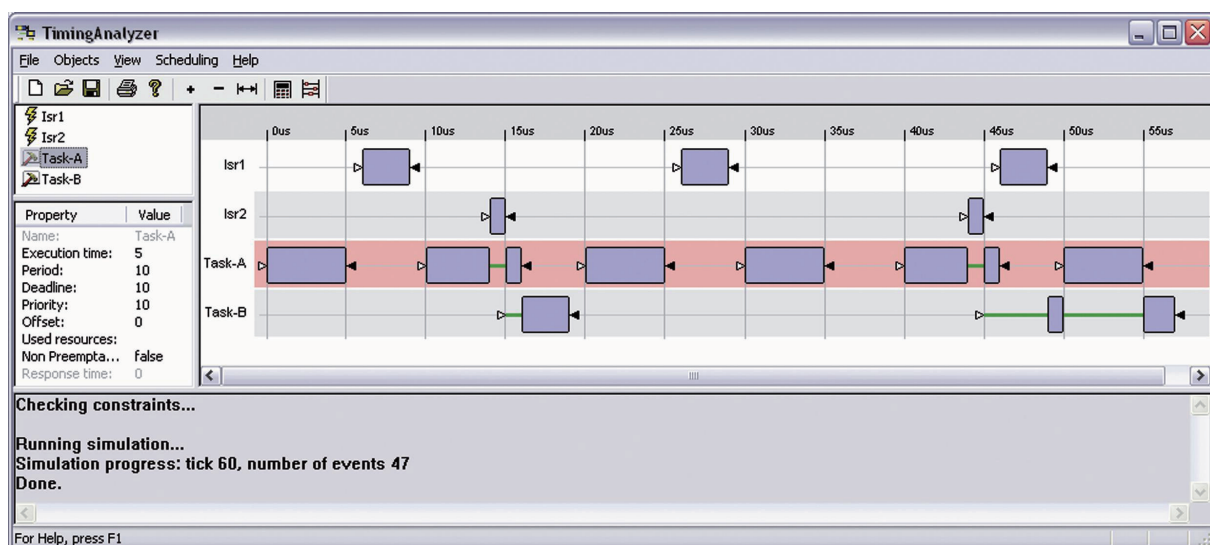 TimingAnalyzer
File Objects View Scheduling Help
Isr1
Isr2
Task-A
Task-B
Property Value
Name: Task-A
Execution time: 5
Period: 10
Deadline: 10
Priority: 10
Offset: 0
Used resources:
Non Preempta... false
Response time: 0
0us 5us 10us 15us 20us 25us 30us 35us 40us 45us 50us 55us
Isr1
Isr2
Task-A
Task-B
Checking constraints...
Running simulation...
Simulation progress: tick 60, number of events 47
Done.
For Help, press F1